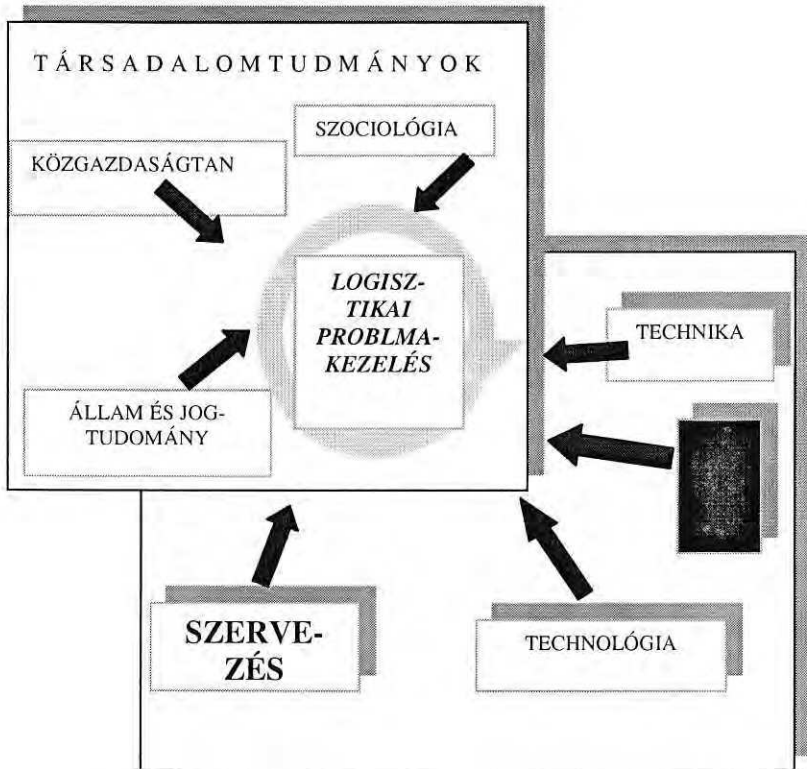 TÁRSADALOMTUDMÁNYOK
SZOCIOLÓGIA
KÖZGAZDASÁGTAN
LOGISZ-
TIKAI
PROBLMA-
KEZELÉS
TECHNIKA
ÁLLAM ÉS JOG-
TUDOMÁNY
SZERVE-
ZÉS
TECHNOLÓGIA